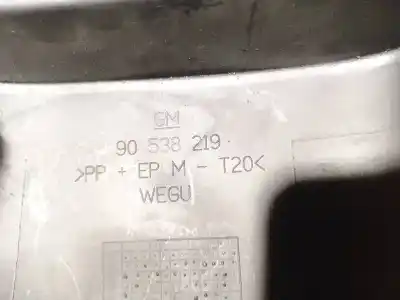 GM
90 538 219
>PP + EP M - T20<
WEGU